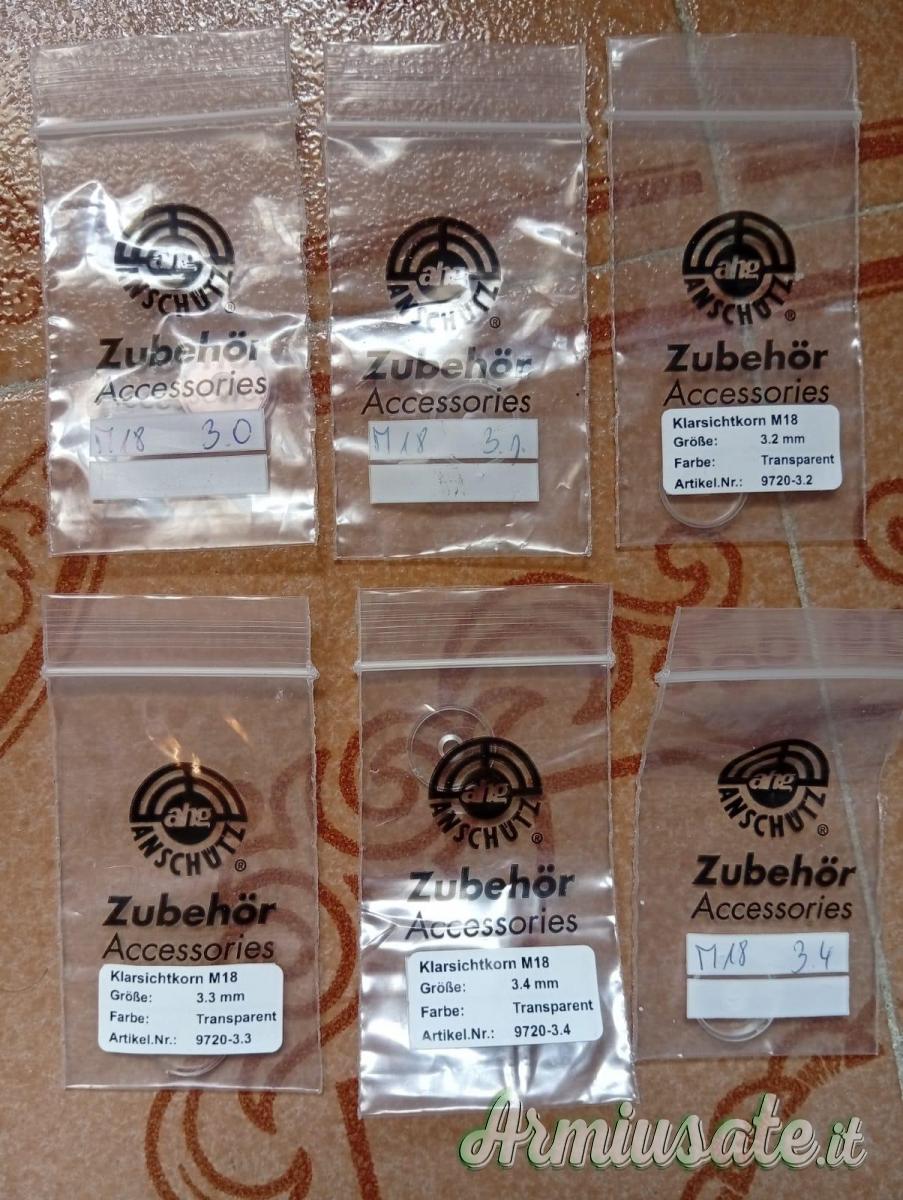 ahg
ANSCHÜTZ®
Zubehör
Accessories
M18 3.0
ahg
ANSCHÜTZ®
Zubehör
Accessories
M18 3.1
ahg
ANSCHÜTZ®
Zubehör
Accessories
Klarsichtkorn M18
Größe: 3.2 mm
Farbe: Transparent
Artikel.Nr.: 9720-3.2
ahg
ANSCHÜTZ®
Zubehör
Accessories
Klarsichtkorn M18
Größe: 3.3 mm
Farbe: Transparent
Artikel.Nr.: 9720-3.3
ahg
ANSCHÜTZ®
Zubehör
Accessories
Klarsichtkorn M18
Größe: 3.4 mm
Farbe: Transparent
Artikel.Nr.: 9720-3.4
ahg
ANSCHÜTZ®
Zubehör
Accessories
M18 3.4
Armiusate.it